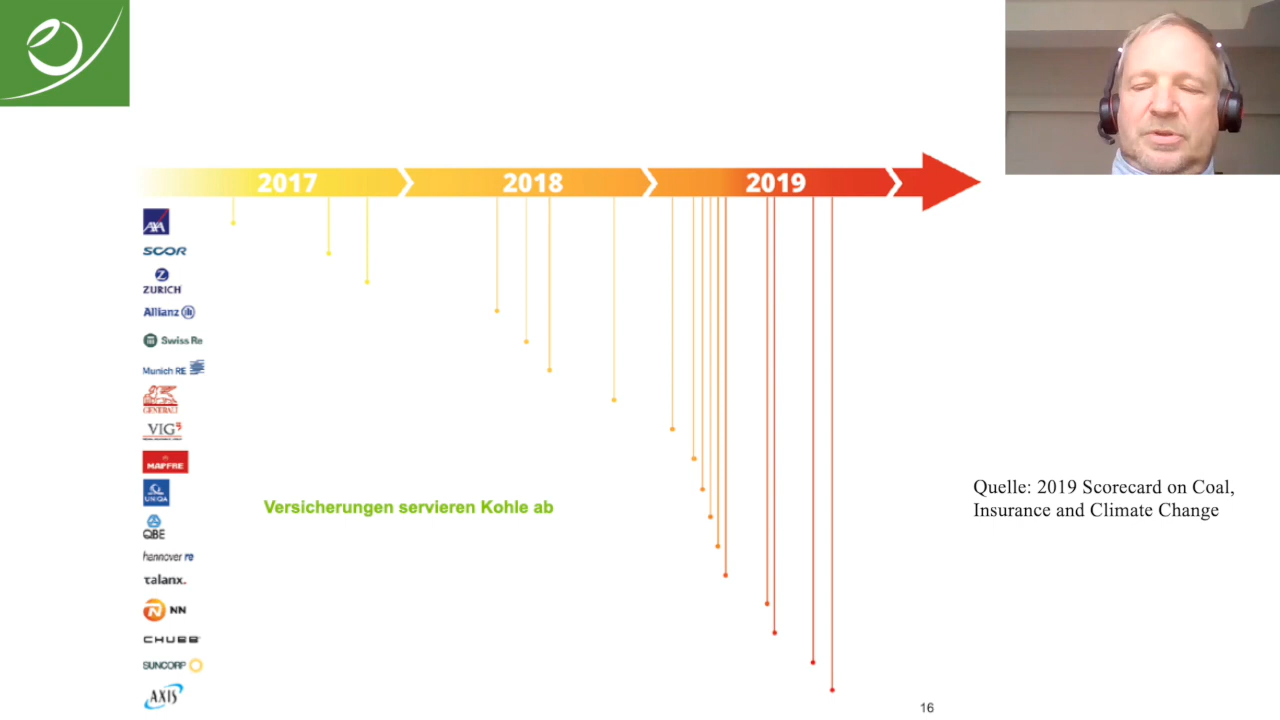 2017 2018 2019
AXA
SCOR
ZURICH
Allianz
Swiss Re
Munich RE
GENERALI
VIG
MAPFRE
UNIQA
QBE
hannover re
talanx.
NN
CHUBB
SUNCORP
AXIS
Versicherungen servieren Kohle ab
Quelle: 2019 Scorecard on Coal,
Insurance and Climate Change
16